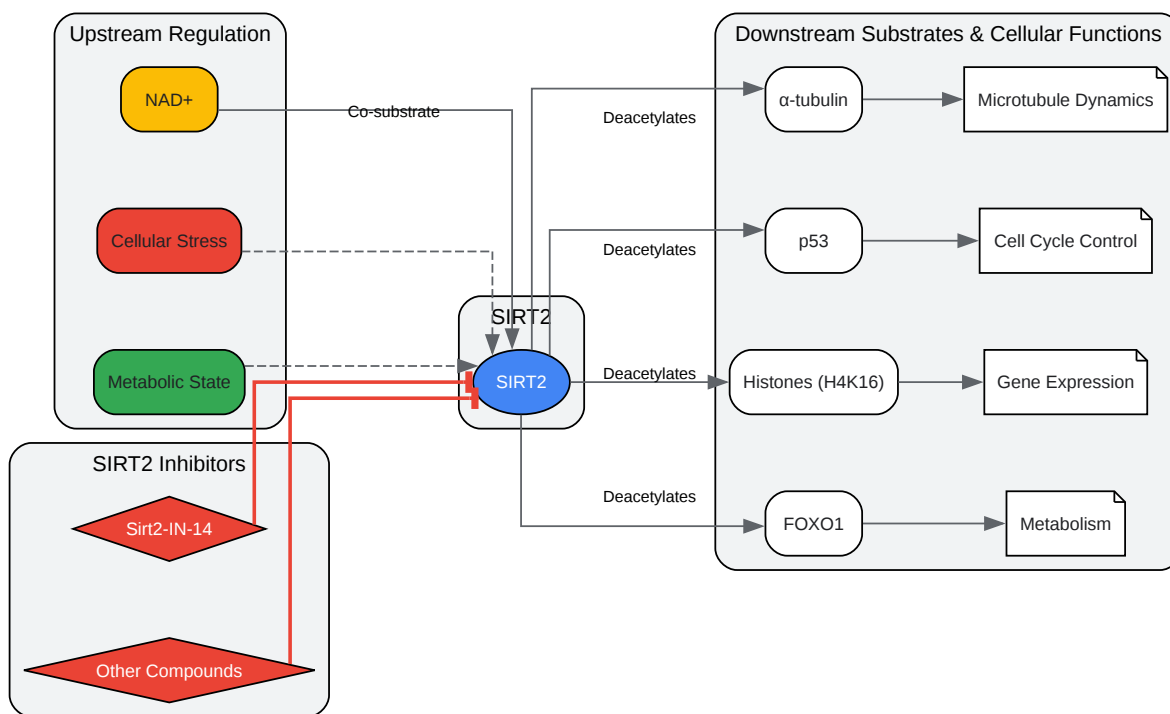 Upstream Regulation
NAD+
Cellular Stress
Metabolic State
SIRT2 Inhibitors
Sirt2-IN-14
Other Compounds
Co-substrate
SIRT2
SIRT2
Deacetylates
Deacetylates
Deacetylates
Deacetylates
Downstream Substrates & Cellular Functions
α-tubulin
Microtubule Dynamics
p53
Cell Cycle Control
Histones (H4K16)
Gene Expression
FOXO1
Metabolism